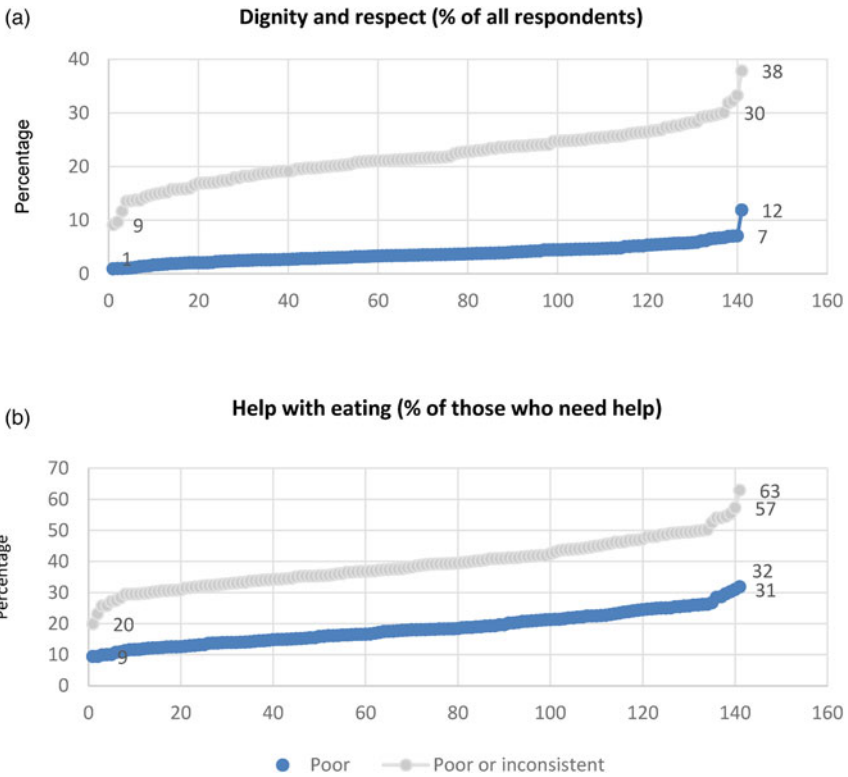 (a)
Dignity and respect (% of all respondents)
Percentage
40
30
20
10
0
38
30
9
12
7
1
0 20 40 60 80 100 120 140 160
(b)
Help with eating (% of those who need help)
Percentage
70
60
50
40
30
20
10
0
63
57
20
32
31
9
0 20 40 60 80 100 120 140 160
Poor Poor or inconsistent